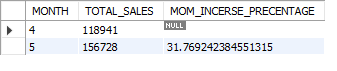 MONTH TOTAL_SALES MOM_INCERSE_PRECENTAGE
4 118941 NULL
5 156728 31.769242384551315